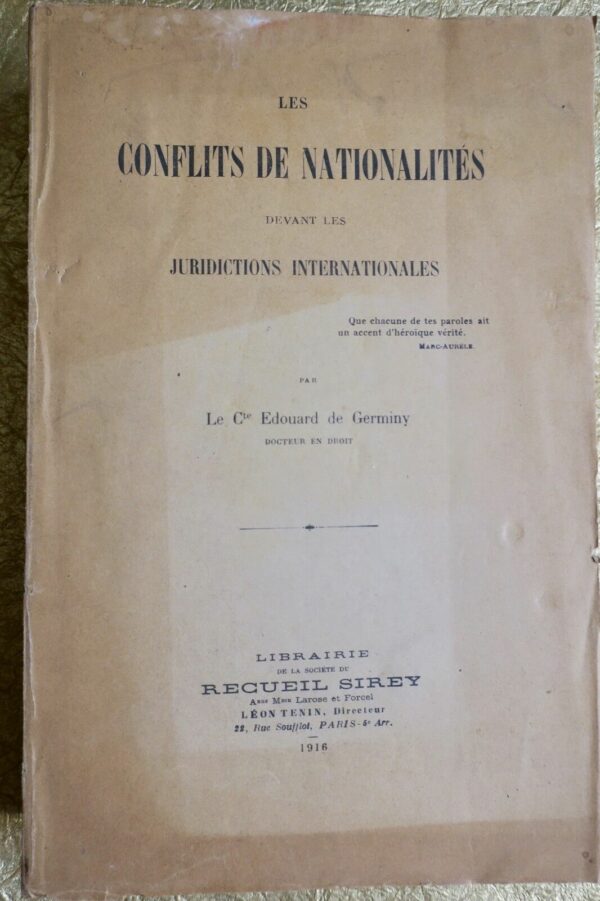 LES
CONFLITS DE NATIONALITÉS
DEVANT LES
JURIDICTIONS INTERNATIONALES
Que chacune de tes paroles ait
un accent d'héroïque vérité.
MARC-AURÈLE.
PAR
Le Cte Edouard de Germiny
DOCTEUR EN DROIT
LIBRAIRIE
DE LA SOCIÉTÉ DU
RECUEIL SIREY
Anne Mson Larose et Forcel
LÉON TENIN, Directeur
22, Rue Soufflot, PARIS-5e Arr.
1916